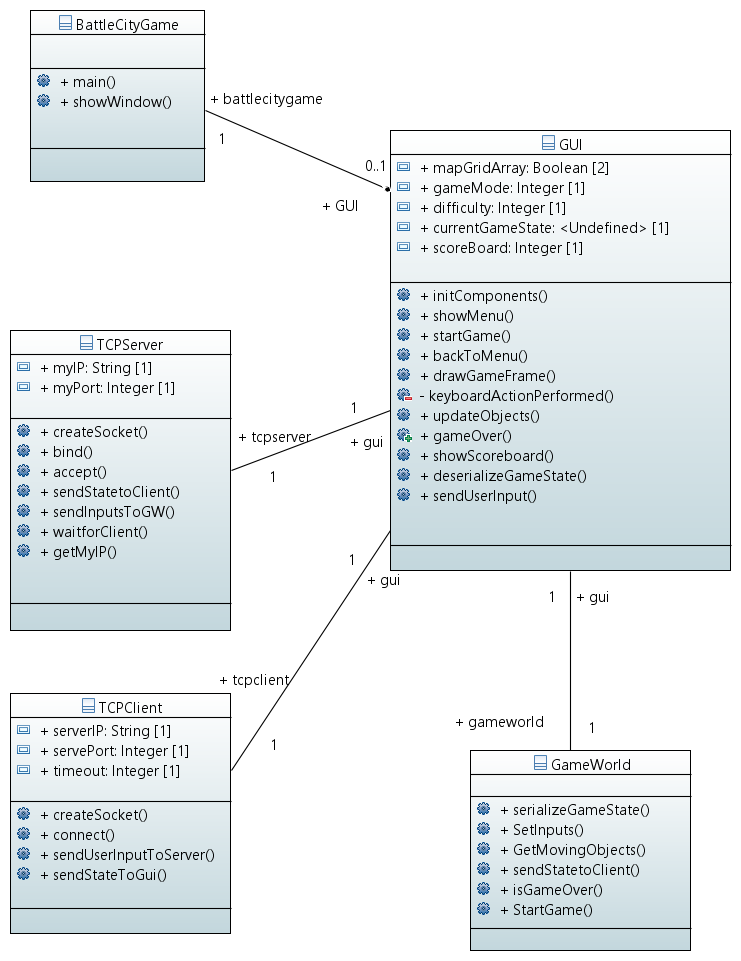 BattleCityGame
+ main()
+ showWindow()
+ battlecitygame
1
0..1
+ GUI
GUI
+ mapGridArray: Boolean [2]
+ gameMode: Integer [1]
+ difficulty: Integer [1]
+ currentGameState: <Undefined> [1]
+ scoreBoard: Integer [1]
+ initComponents()
+ showMenu()
+ startGame()
+ backToMenu()
+ drawGameFrame()
- keyboardActionPerformed()
+ updateObjects()
+ gameOver()
+ showScoreboard()
+ deserializeGameState()
+ sendUserInput()
TCPServer
+ myIP: String [1]
+ myPort: Integer [1]
+ createSocket()
+ bind()
+ accept()
+ sendStatetoClient()
+ sendInputsToGW()
+ waitforClient()
+ getMyIP()
1
+ tcpserver
+ gui
1
1
+ gui
+ tcpclient
1
TCPClient
+ serverIP: String [1]
+ servePort: Integer [1]
+ timeout: Integer [1]
+ createSocket()
+ connect()
+ sendUserInputToServer()
+ sendStateToGui()
1
+ gui
+ gameworld
1
GameWorld
+ serializeGameState()
+ SetInputs()
+ GetMovingObjects()
+ sendStatetoClient()
+ isGameOver()
+ StartGame()